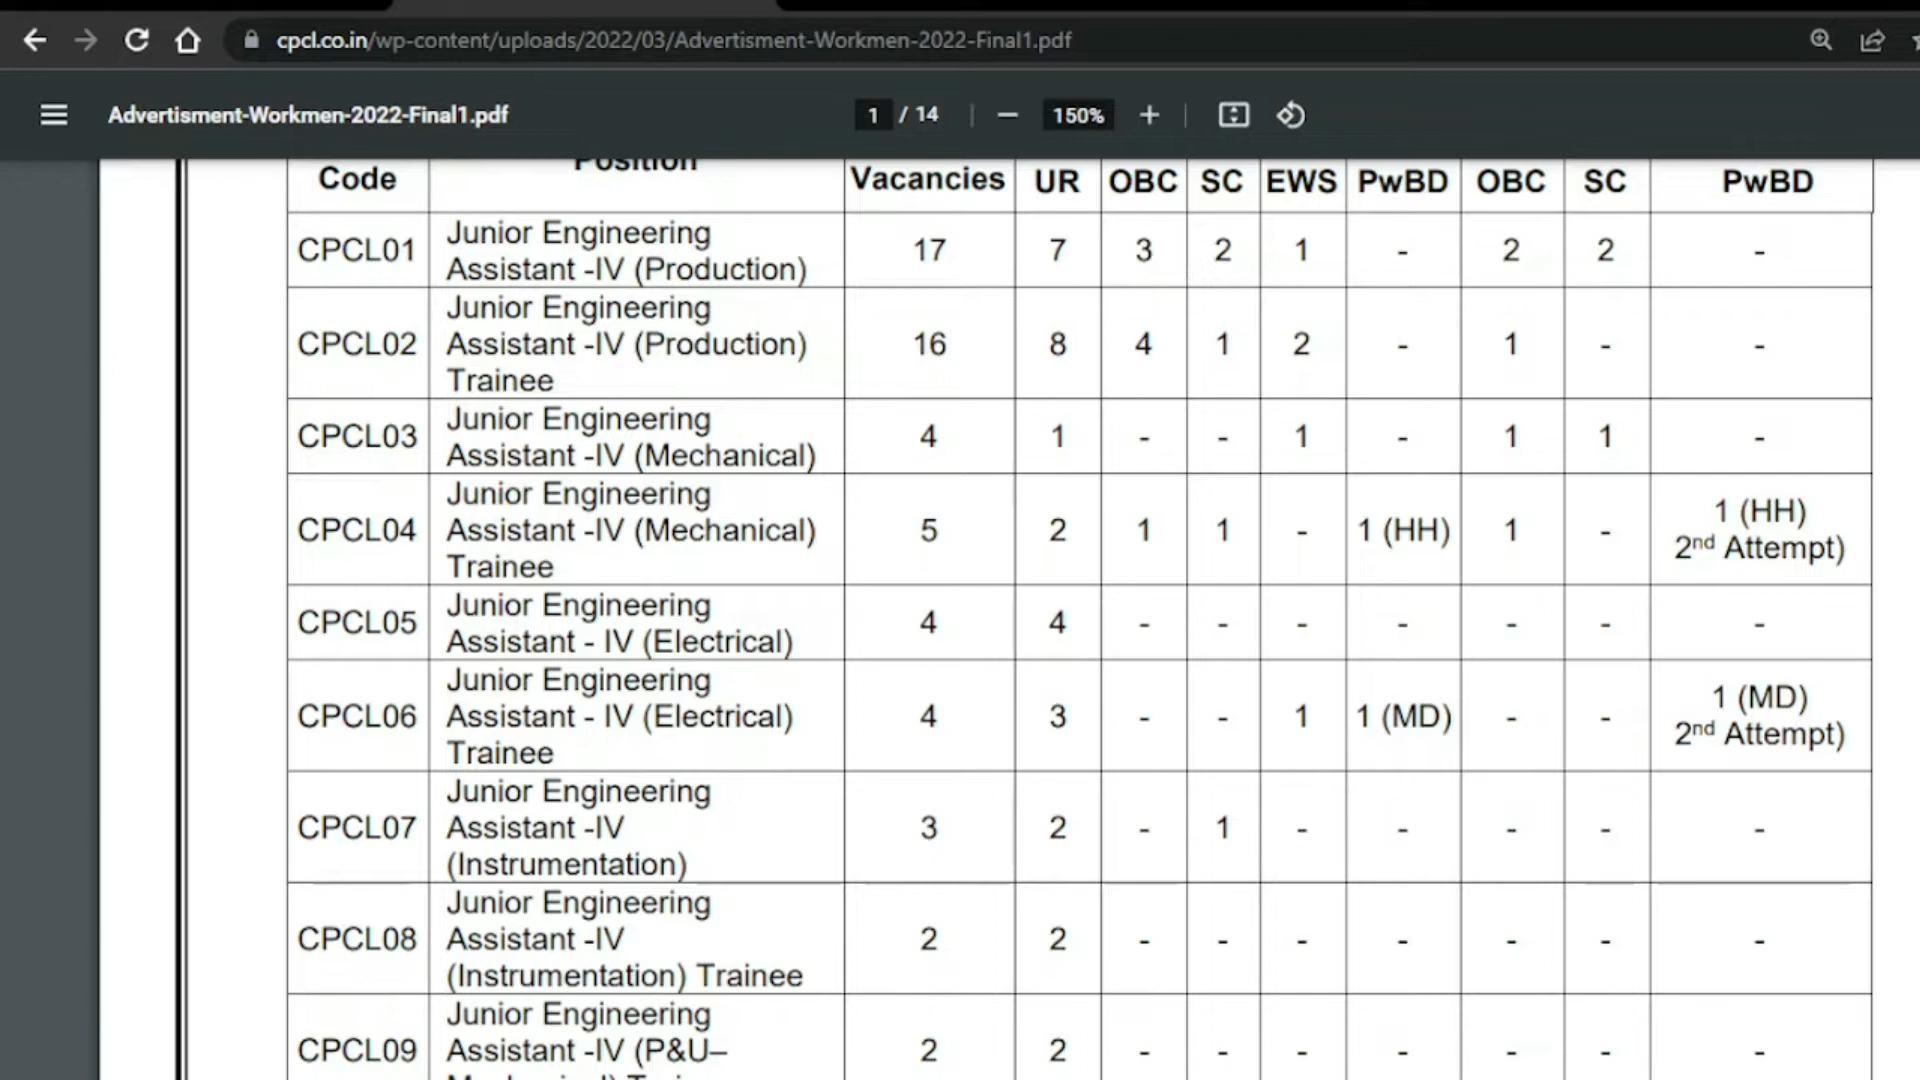 cpcl.co.in/wp-content/uploads/2022/03/Advertisment-Workmen-2022-Final1.pdf
Advertisment-Workmen-2022-Final1.pdf 1 / 14 150%
Code Position Vacancies UR OBC SC EWS PwBD OBC SC PwBD
CPCL01 Junior Engineering
Assistant -IV (Production) 17 7 3 2 1 - 2 2 -
CPCL02 Junior Engineering
Assistant -IV (Production) 16 8 4 1 2 - 1 - -
Trainee
CPCL03 Junior Engineering
Assistant -IV (Mechanical) 4 1 - - 1 - 1 1 -
CPCL04 Junior Engineering
Assistant -IV (Mechanical) 5 2 1 1 - 1 (HH) 1 - 1 (HH)
Trainee 2nd Attempt)
CPCL05 Junior Engineering
Assistant - IV (Electrical) 4 4 - - - - - - -
CPCL06 Junior Engineering
Assistant - IV (Electrical) 4 3 - - 1 1 (MD) - - 1 (MD)
Trainee 2nd Attempt)
CPCL07 Junior Engineering
Assistant -IV 3 2 - 1 - - - - -
(Instrumentation)
CPCL08 Junior Engineering
Assistant -IV 2 2 - - - - - - -
(Instrumentation) Trainee
CPCL09 Junior Engineering
Assistant -IV (P&U– 2 2 - - - - - - -